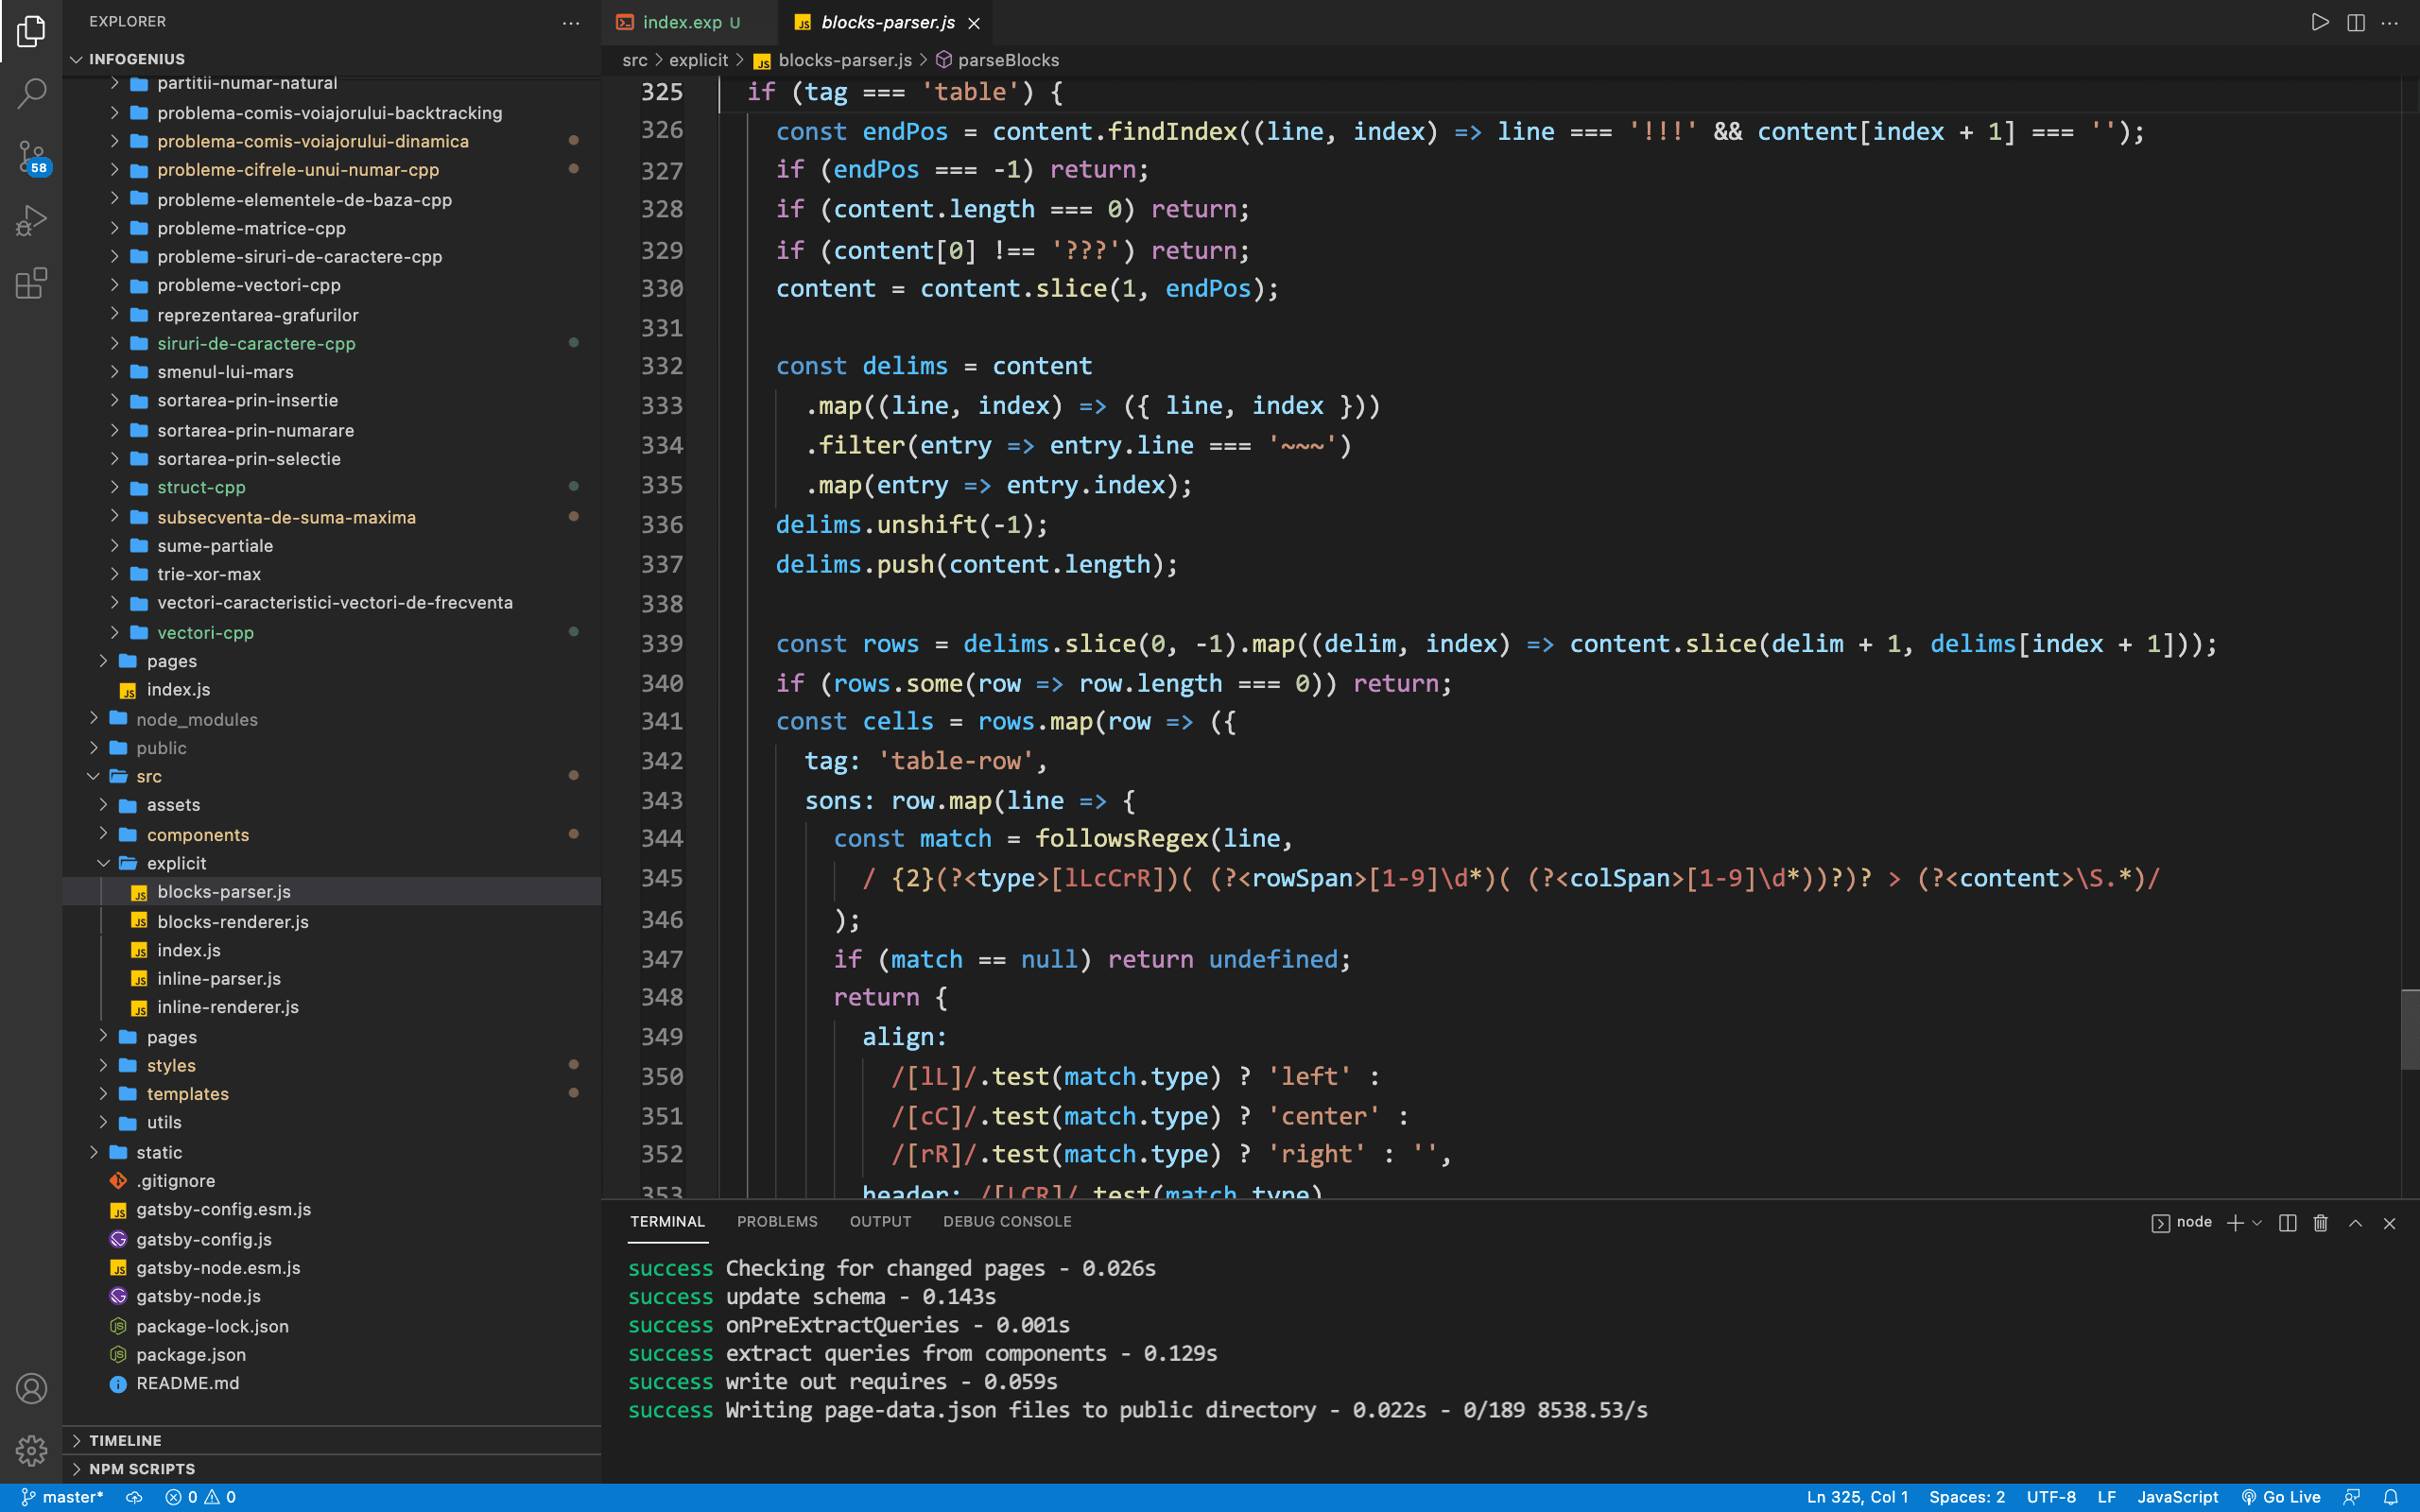 EXPLORER
INFOGENIUS
partitii-numar-natural
problema-comis-voiajorului-backtracking
problema-comis-voiajorului-dinamica
probleme-cifrele-unui-numar-cpp
probleme-elementele-de-baza-cpp
probleme-matrice-cpp
probleme-siruri-de-caractere-cpp
probleme-vectori-cpp
reprezentarea-grafurilor
siruri-de-caractere-cpp
smenul-lui-mars
sortarea-prin-insertie
sortarea-prin-numarare
sortarea-prin-selectie
struct-cpp
subsecventa-de-suma-maxima
sume-partiale
trie-xor-max
vectori-caracteristici-vectori-de-frecventa
vectori-cpp
pages
index.js
node_modules
public
src
assets
components
explicit
blocks-parser.js
blocks-renderer.js
index.js
inline-parser.js
inline-renderer.js
pages
styles
templates
utils
static
.gitignore
gatsby-config.esm.js
gatsby-config.js
gatsby-node.esm.js
gatsby-node.js
package-lock.json
package.json
README.md
TIMELINE
NPM SCRIPTS
58
index.exp U
blocks-parser.js
src > explicit > blocks-parser.js > parseBlocks
325 if (tag === 'table') {
326 const endPos = content.findIndex((line, index) => line === '!!!' && content[index + 1] === '');
327 if (endPos === -1) return;
328 if (content.length === 0) return;
329 if (content[0] !== '???') return;
330 content = content.slice(1, endPos);
331
332 const delims = content
333 .map((line, index) => ({ line, index }))
334 .filter(entry => entry.line === '~~~')
335 .map(entry => entry.index);
336 delims.unshift(-1);
337 delims.push(content.length);
338
339 const rows = delims.slice(0, -1).map((delim, index) => content.slice(delim + 1, delims[index + 1]));
340 if (rows.some(row => row.length === 0)) return;
341 const cells = rows.map(row => ({
342 tag: 'table-row',
343 sons: row.map(line => {
344 const match = followsRegex(line,
345 / {2}(?<type>[lLcCrR])( (?<rowSpan>[1-9]\d*)( (?<colSpan>[1-9]\d*))?)? > (?<content>\S.*)/
346 );
347 if (match == null) return undefined;
348 return {
349 align:
350 /[lL]/.test(match.type) ? 'left' :
351 /[cC]/.test(match.type) ? 'center' :
352 /[rR]/.test(match.type) ? 'right' : '',
353 header: /[LCR]/.test(match.type)
TERMINAL PROBLEMS OUTPUT DEBUG CONSOLE
node
success Checking for changed pages - 0.026s
success update schema - 0.143s
success onPreExtractQueries - 0.001s
success extract queries from components - 0.129s
success write out requires - 0.059s
success Writing page-data.json files to public directory - 0.022s - 0/189 8538.53/s
master* 0 0
Ln 325, Col 1 Spaces: 2 UTF-8 LF JavaScript Go Live